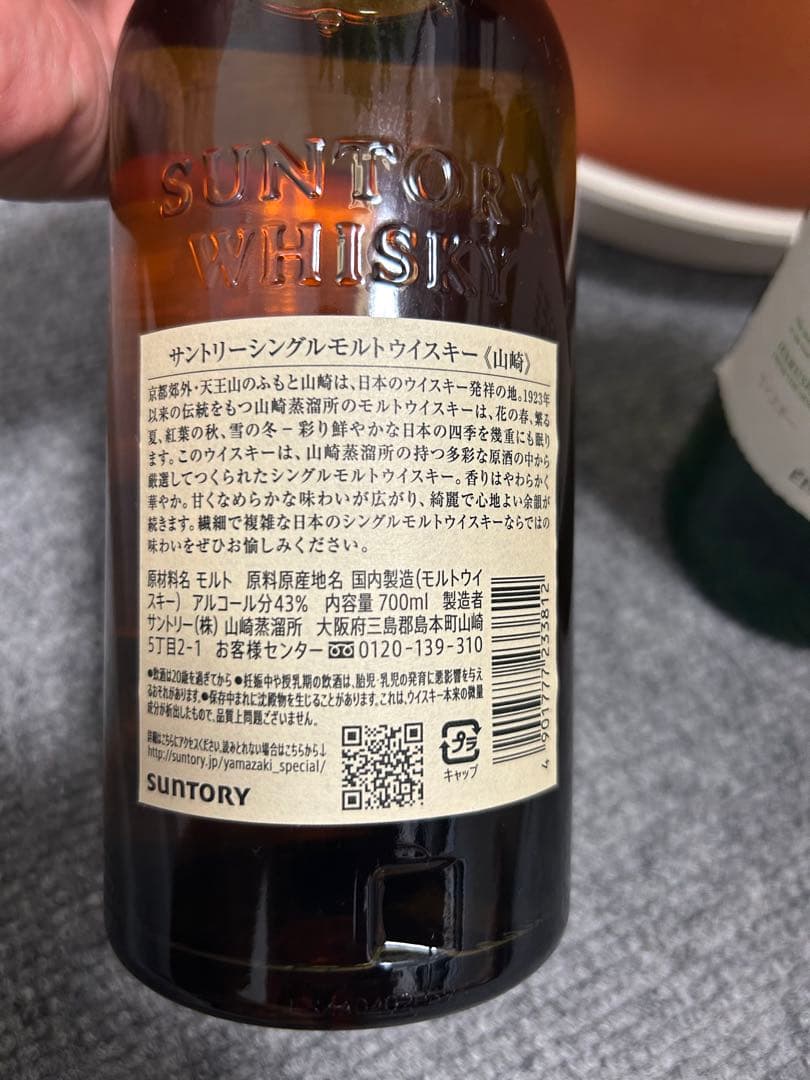 SUNTORY
WHISKY
サントリーシングルモルトウイスキー《山崎》
京都郊外・天王山のふもと山崎は、日本のウイスキー発祥の地。1923年
以来の伝統をもつ山崎蒸溜所のモルトウイスキーは、花の春、繁る
夏、紅葉の秋、雪の冬−彩り鮮やかな日本の四季を幾重にも眠り
ます。このウイスキーは、山崎蒸溜所の持つ多彩な原酒の中から
厳選してつくられたシングルモルトウイスキー。香りはやわらかく
華やか。甘くなめらかな味わいが広がり、綺麗で心地よい余韻が
続きます。繊細で複雑な日本のシングルモルトウイスキーならではの
味わいをぜひお愉しみください。
原材料名 モルト 原料原産地名 国内製造(モルトウイ
スキー) アルコール分43% 内容量 700ml 製造者
サントリー(株) 山崎蒸溜所 大阪府三島郡島本町山崎
5丁目2-1 お客様センター 0120-139-310
●飲酒は20歳を過ぎてから●妊娠中や授乳期の飲酒は、胎児・乳児の発育に悪影響を与え
るおそれがあります。●保存中まれに沈殿物を生じることがあります。これは、ウイスキー本来の微量
成分が析出したもので、品質上問題ございません。
詳細はこちらにアクセスください。読みとれない場合はこちらから↓
http://suntory.jp/yamazaki_special/
SUNTORY
プラ
キャップ
4 901777 233812